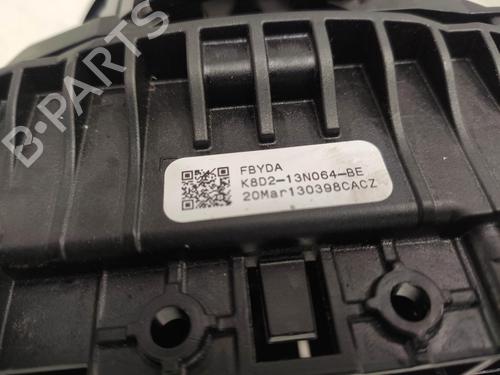 B-PARTS
FBYDA
K8D2-13N064-BE
20Mar130398CACZ